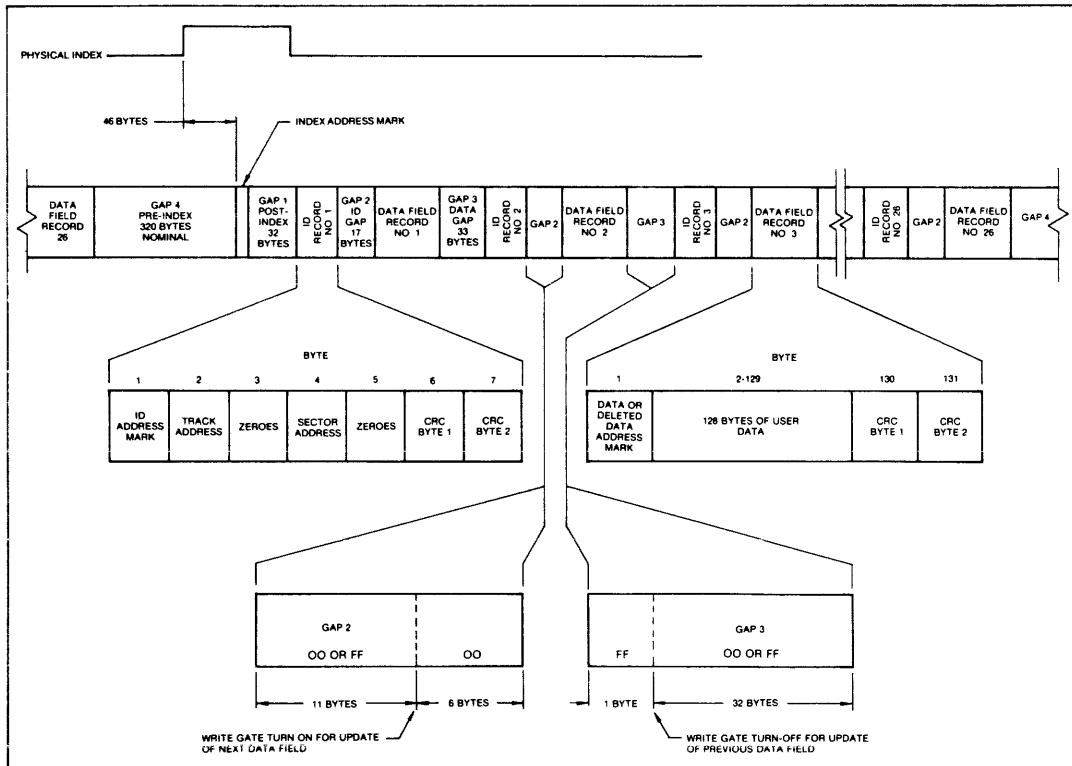 PHYSICAL INDEX
46 BYTES
INDEX ADDRESS MARK
DATA
FIELD
RECORD
26
GAP 4
PRE-INDEX
320 BYTES
NOMINAL
GAP 1
POST-
INDEX
32
BYTES
ID
RECORD
NO. 1
GAP 2
ID
GAP
17
BYTES
DATA FIELD
RECORD
NO 1
GAP 3
DATA
GAP
33
BYTES
ID
RECORD
NO. 2
GAP 2
DATA FIELD
RECORD
NO 2
GAP 3
ID
RECORD
NO. 3
GAP 2
DATA FIELD
RECORD
NO 3
ID
RECORD
NO. 26
GAP 2
DATA FIELD
RECORD
NO 26
GAP 4
BYTE
1 2 3 4 5 6 7
ID
ADDRESS
MARK
TRACK
ADDRESS
ZEROES
SECTOR
ADDRESS
ZEROES
CRC
BYTE 1
CRC
BYTE 2
BYTE
1 2-129 130 131
DATA OR
DELETED
DATA
ADDRESS
MARK
128 BYTES OF USER
DATA
CRC
BYTE 1
CRC
BYTE 2
GAP 2
OO OR FF
OO
11 BYTES
6 BYTES
WRITE GATE TURN ON FOR UPDATE
OF NEXT DATA FIELD
FF
GAP 3
OO OR FF
1 BYTE
32 BYTES
WRITE GATE TURN-OFF FOR UPDATE
OF PREVIOUS DATA FIELD